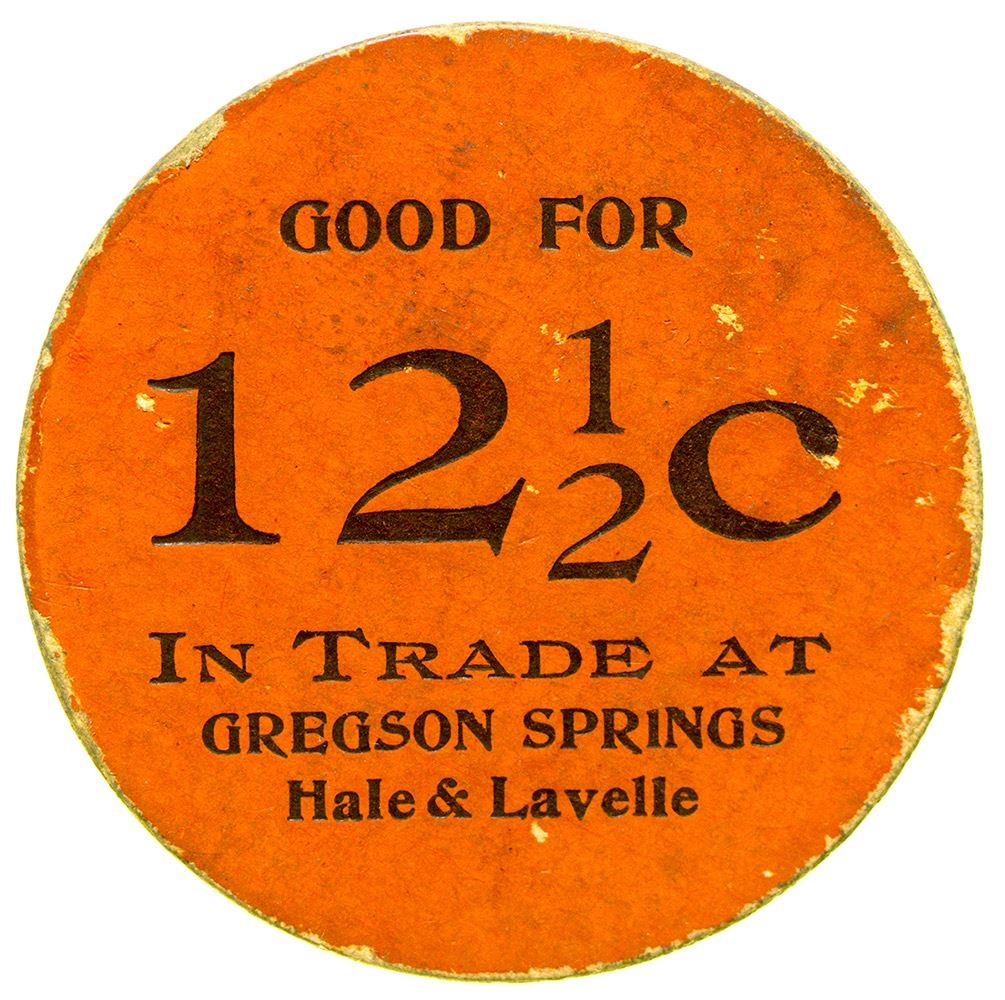 GOOD FOR
12 1/2 C
IN TRADE AT
GREGSON SPRINGS
Hale & Lavelle